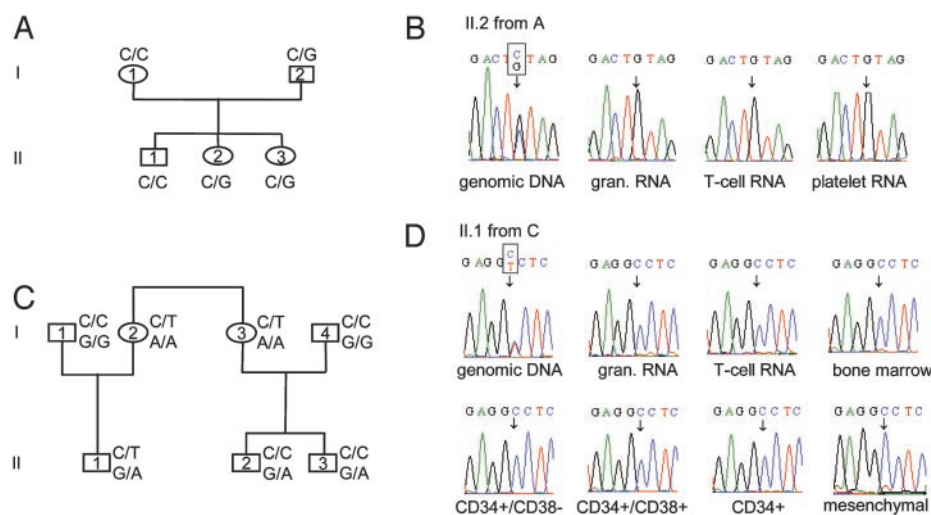 A
C/C C/G
I 1 2
II 1 2 3
C/C C/G C/G
B II.2 from A
G A C T C/G T A G
G A C T G T A G
G A C T G T A G
G A C T G T A G
genomic DNA gran. RNA T-cell RNA platelet RNA
C
I 1 C/C G/G 2 C/T A/A 3 C/T A/A 4 C/C G/G
II 1 C/T G/A 2 C/C G/A 3 C/C G/A
D II.1 from C
G A G G C/T C T C
G A G G C C T C
G A G G C C T C
G A G G C C T C
genomic DNA gran. RNA T-cell RNA bone marrow
G A G G C C T C
G A G G C C T C
G A G G C C T C
G A G G C C T C
CD34+/CD38- CD34+/CD38+ CD34+ mesenchymal